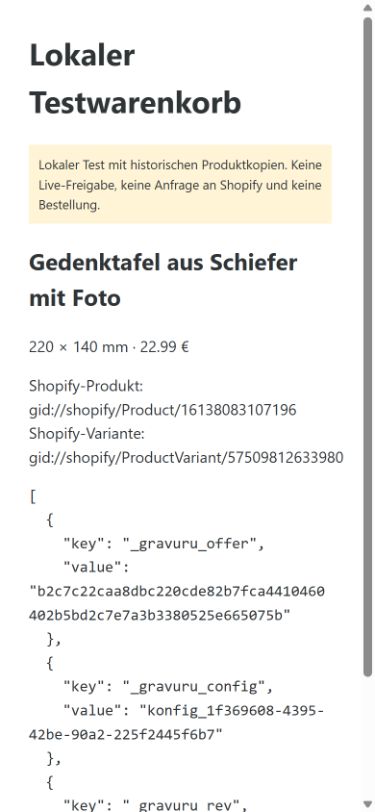 Lokaler
Testwarenkorb
Lokaler Test mit historischen Produktkopien. Keine
Live-Freigabe, keine Anfrage an Shopify und keine
Bestellung.
Gedenktafel aus Schiefer
mit Foto
220 × 140 mm · 22.99 €
Shopify-Produkt:
gid://shopify/Product/16138083107196
Shopify-Variante:
gid://shopify/ProductVariant/57509812633980
[
  {
    "key": "_gravuru_offer",
    "value":
"b2c7c22caa8dbc220cde82b7fca4410460
402b5bd2c7e7a3b3380525e665075b"
  },
  {
    "key": "_gravuru_config",
    "value": "konfig_1f369608-4395-
42be-90a2-225f2445f6b7"
  },
  {
    "key": "_gravuru_rev",